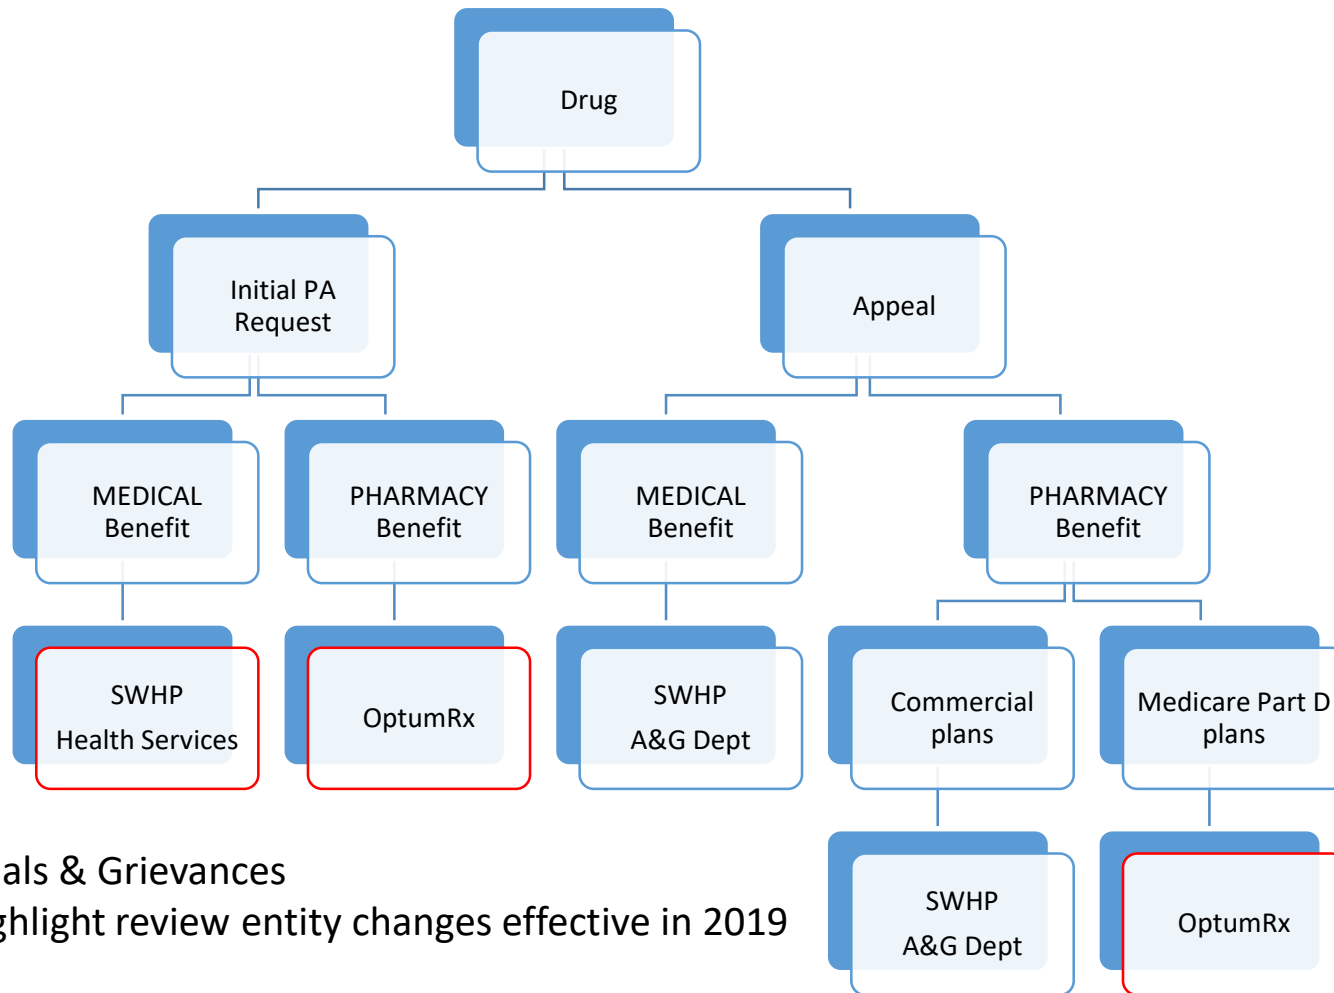 Drug
Initial PA
Request
Appeal
MEDICAL
Benefit
PHARMACY
Benefit
MEDICAL
Benefit
PHARMACY
Benefit
SWHP
Health Services
OptumRx
SWHP
A&G Dept
Commercial
plans
Medicare Part D
plans
SWHP
A&G Dept
OptumRx
als & Grievances
ghlight review entity changes effective in 2019